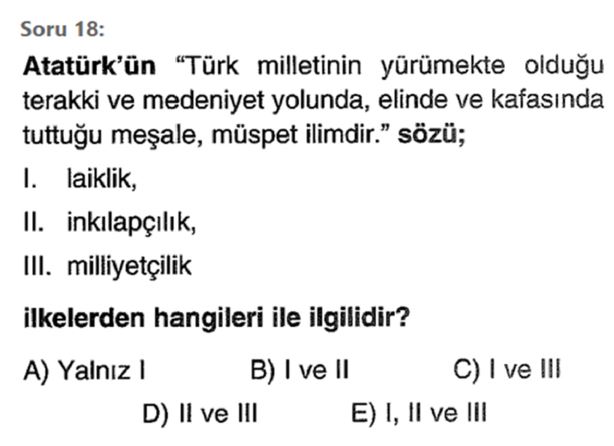 Soru 18:
Atatürk'ün “Türk milletinin yürümekte olduğu
terakki ve medeniyet yolunda, elinde ve kafasında
tuttuğu meşale, müspet ilimdir.” sözü;
I. laiklik,
II. inkılapçılık,
III. milliyetçilik
ilkelerden hangileri ile ilgilidir?
A) Yalnız I B) I ve II C) I ve III
D) II ve III E) I, II ve III